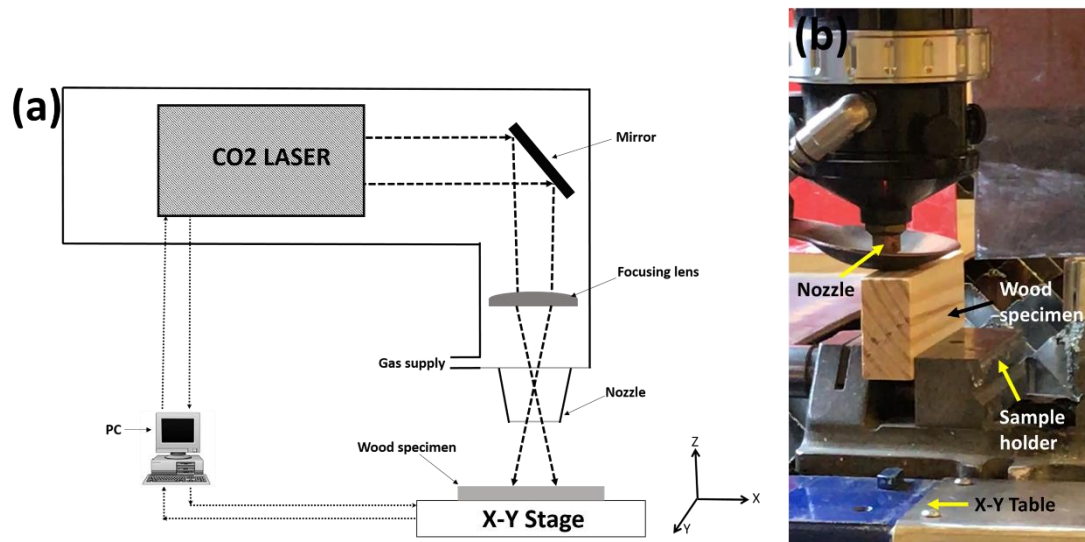 (a)
CO2 LASER
Mirror
Focusing lens
Gas supply
Nozzle
PC
Wood specimen
X-Y Stage
Z
X
Y
(b)
Nozzle
Wood
specimen
Sample
holder
X-Y Table